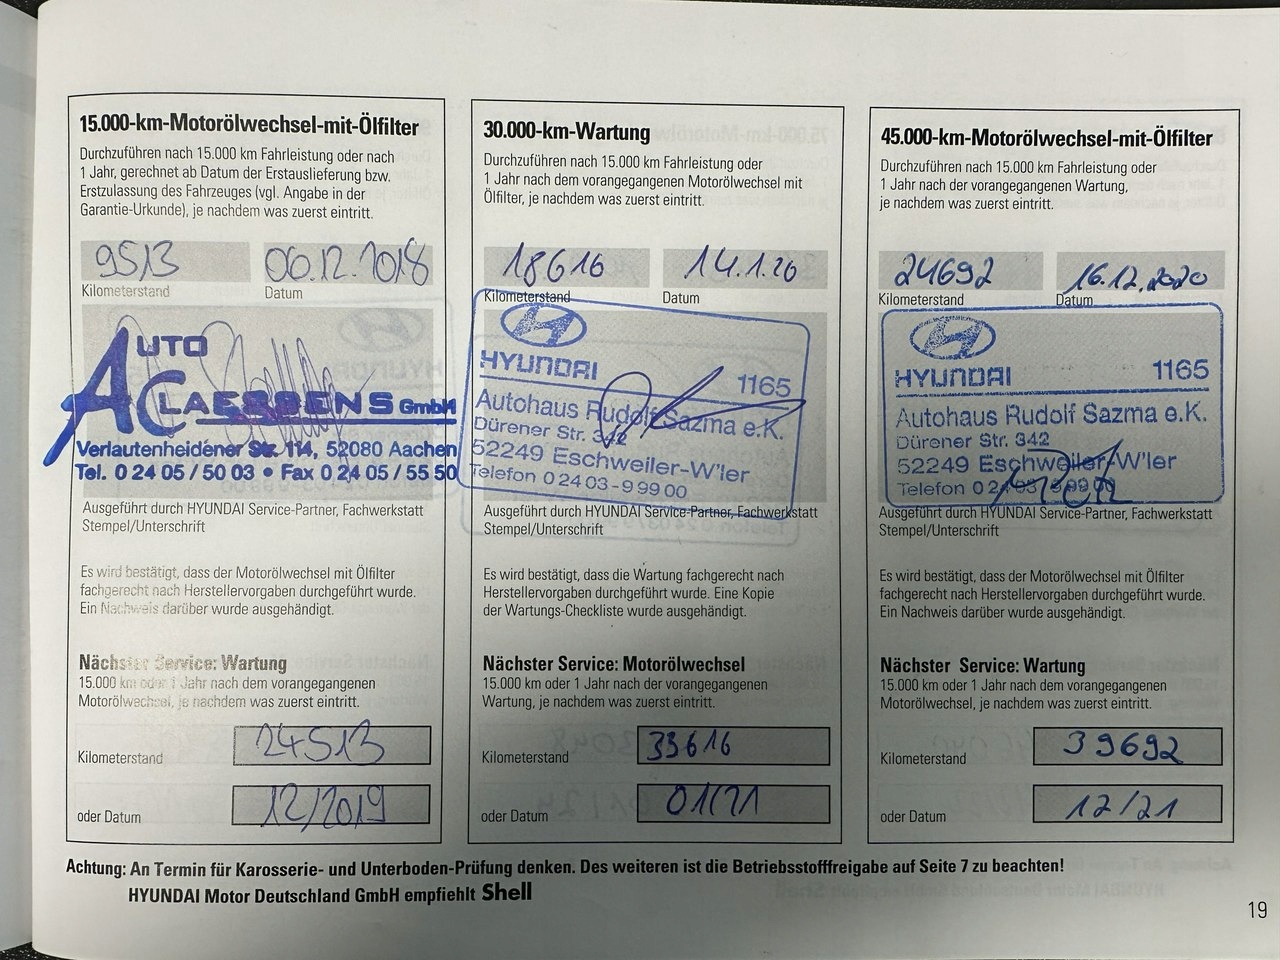 15.000-km-Motorölwechsel-mit-Ölfilter
Durchzuführen nach 15.000 km Fahrleistung oder nach
1 Jahr, gerechnet ab Datum der Erstauslieferung bzw.
Erstzulassung des Fahrzeuges (vgl. Angabe in der
Garantie-Urkunde), je nachdem was zuerst eintritt.
9513 06.12.2018
Kilometerstand Datum
AUTO
CLAESSENS GmbH
Verlautenheidener Str. 114, 52080 Aachen
Tel. 0 24 05 / 50 03 • Fax 0 24 05 / 55 50
Ausgeführt durch HYUNDAI Service-Partner, Fachwerkstatt
Stempel/Unterschrift
Es wird bestätigt, dass der Motorölwechsel mit Ölfilter
fachgerecht nach Herstellervorgaben durchgeführt wurde.
Ein Nachweis darüber wurde ausgehändigt.
Nächster Service: Wartung
15.000 km oder 1 Jahr nach dem vorangegangenen
Motorölwechsel, je nachdem was zuerst eintritt.
Kilometerstand 24513
oder Datum 12/2019
30.000-km-Wartung
Durchzuführen nach 15.000 km Fahrleistung oder
1 Jahr nach dem vorangegangenen Motorölwechsel mit
Ölfilter, je nachdem was zuerst eintritt.
18616 14.1.20
Kilometerstand Datum
HYUNDAI 1165
Autohaus Rudolf Sazma e.K.
Dürener Str. 342
52249 Eschweiler-W'ler
Telefon 0 24 03 - 9 99 00
Ausgeführt durch HYUNDAI Service-Partner, Fachwerkstatt
Stempel/Unterschrift
Es wird bestätigt, dass die Wartung fachgerecht nach
Herstellervorgaben durchgeführt wurde. Eine Kopie
der Wartungs-Checkliste wurde ausgehändigt.
Nächster Service: Motorölwechsel
15.000 km oder 1 Jahr nach der vorangegangenen
Wartung, je nachdem was zuerst eintritt.
Kilometerstand 33616
oder Datum 01/21
45.000-km-Motorölwechsel-mit-Ölfilter
Durchzuführen nach 15.000 km Fahrleistung oder
1 Jahr nach der vorangegangenen Wartung,
je nachdem was zuerst eintritt.
24692 16.12.2020
Kilometerstand Datum
HYUNDAI 1165
Autohaus Rudolf Sazma e.K.
Dürener Str. 342
52249 Eschweiler-W'ler
Telefon 0 24 03 - 9 99 00
Ausgeführt durch HYUNDAI Service-Partner, Fachwerkstatt
Stempel/Unterschrift
Es wird bestätigt, dass der Motorölwechsel mit Ölfilter
fachgerecht nach Herstellervorgaben durchgeführt wurde.
Ein Nachweis darüber wurde ausgehändigt.
Nächster Service: Wartung
15.000 km oder 1 Jahr nach dem vorangegangenen
Motorölwechsel, je nachdem was zuerst eintritt.
Kilometerstand 39692
oder Datum 12/21
Achtung: An Termin für Karosserie- und Unterboden-Prüfung denken. Des weiteren ist die Betriebsstofffreigabe auf Seite 7 zu beachten!
HYUNDAI Motor Deutschland GmbH empfiehlt Shell
19